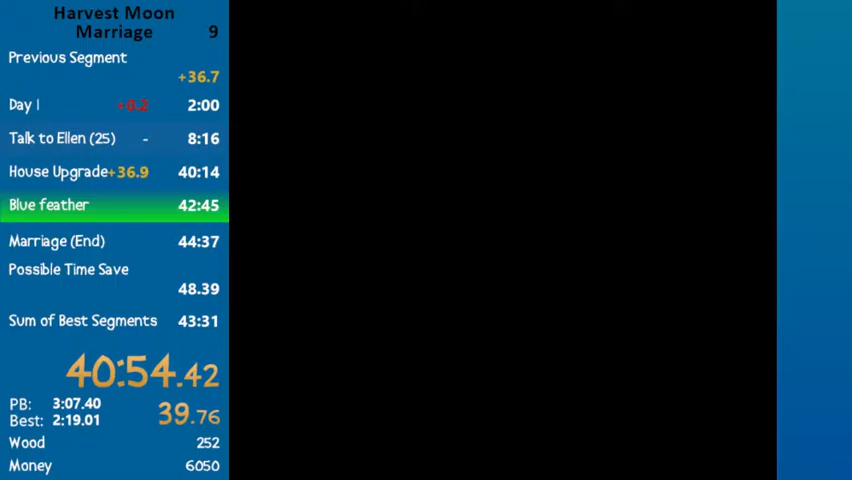 Harvest Moon
Marriage 9
Previous Segment
+36.7
Day 1 +0.2 2:00
Talk to Ellen (25) - 8:16
House Upgrade +36.9 40:14
Blue feather 42:45
Marriage (End) 44:37
Possible Time Save
48.39
Sum of Best Segments 43:31
40:54.42
PB: 3:07.40 39.76
Best: 2:19.01
Wood 252
Money 6050